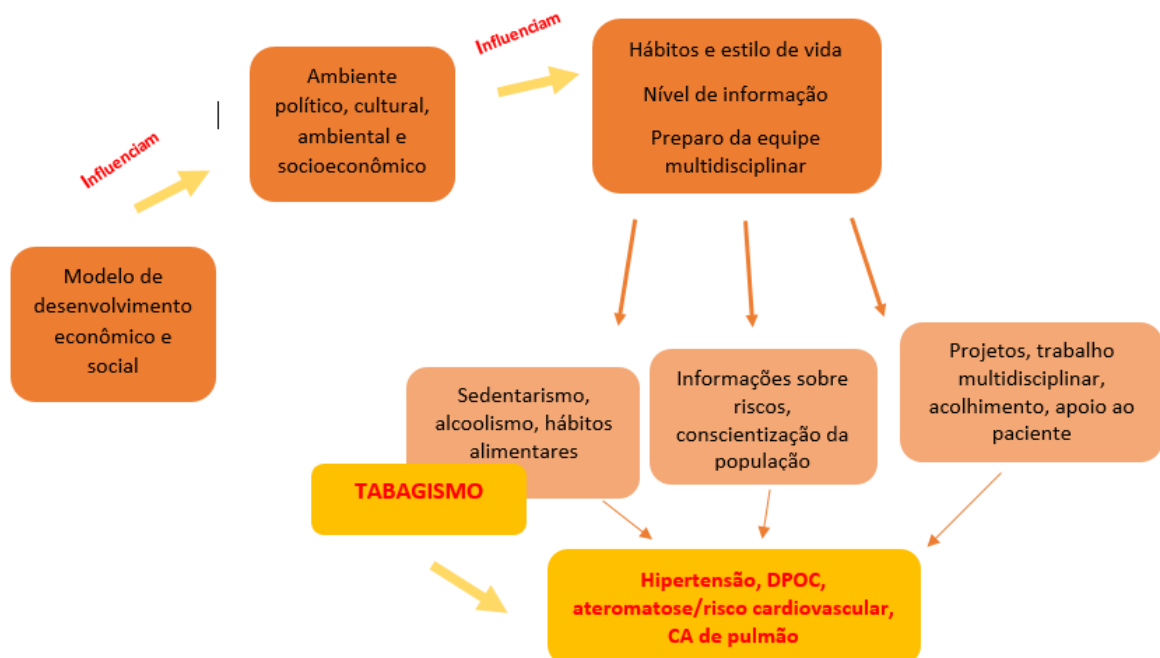 Influenciam
Ambiente
político, cultural,
ambiental e
socioeconômico
Influenciam
Hábitos e estilo de vida
Nível de informação
Preparo da equipe
multidisciplinar
Modelo de
desenvolvimento
econômico e
social
Sedentarismo,
alcoolismo, hábitos
alimentares
TABAGISMO
Informações sobre
riscos,
conscientização da
população
Projetos, trabalho
multidisciplinar,
acolhimento, apoio ao
paciente
Hipertensão, DPOC,
ateromatose/risco cardiovascular,
CA de pulmão